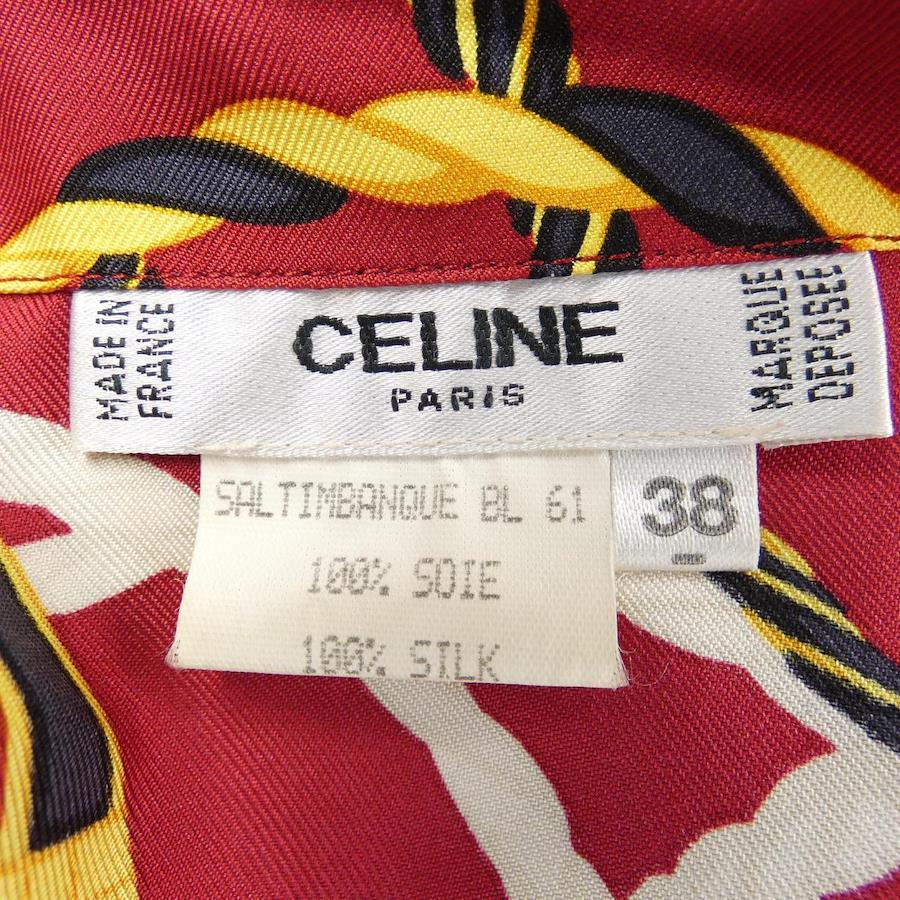 MADE IN
FRANCE
CELINE
PARIS
MARQUE
DEPOSEE
SALTIMBANQUE BL 61
38
100% SOIE
100% SILK